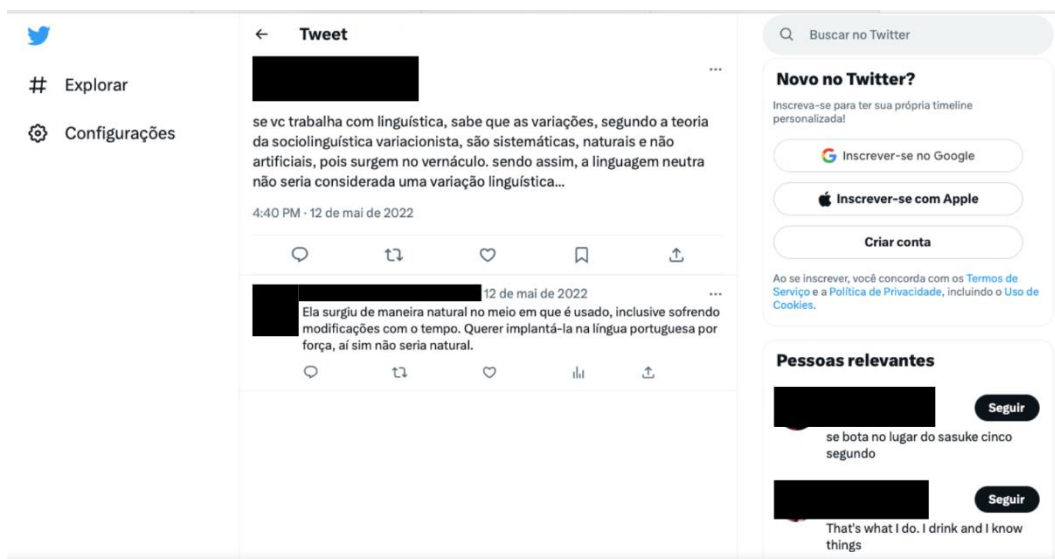 Explorar
Configurações
Tweet
se vc trabalha com linguística, sabe que as variações, segundo a teoria
da sociolinguística variacionista, são sistemáticas, naturais e não
artificiais, pois surgem no vernáculo. sendo assim, a linguagem neutra
não seria considerada uma variação linguística...
4:40 PM · 12 de mai de 2022
12 de mai de 2022
Ela surgiu de maneira natural no meio em que é usado, inclusive sofrendo
modificações com o tempo. Querer implantá-la na língua portuguesa por
força, aí sim não seria natural.
Buscar no Twitter
Novo no Twitter?
Inscreva-se para ter sua própria timeline
personalizada!
Inscrever-se no Google
Inscrever-se com Apple
Criar conta
Ao se inscrever, você concorda com os Termos de
Serviço e a Política de Privacidade, incluindo o Uso de
Cookies.
Pessoas relevantes
Seguir
se bota no lugar do sasuke cinco
segundo
Seguir
That's what I do. I drink and I know
things